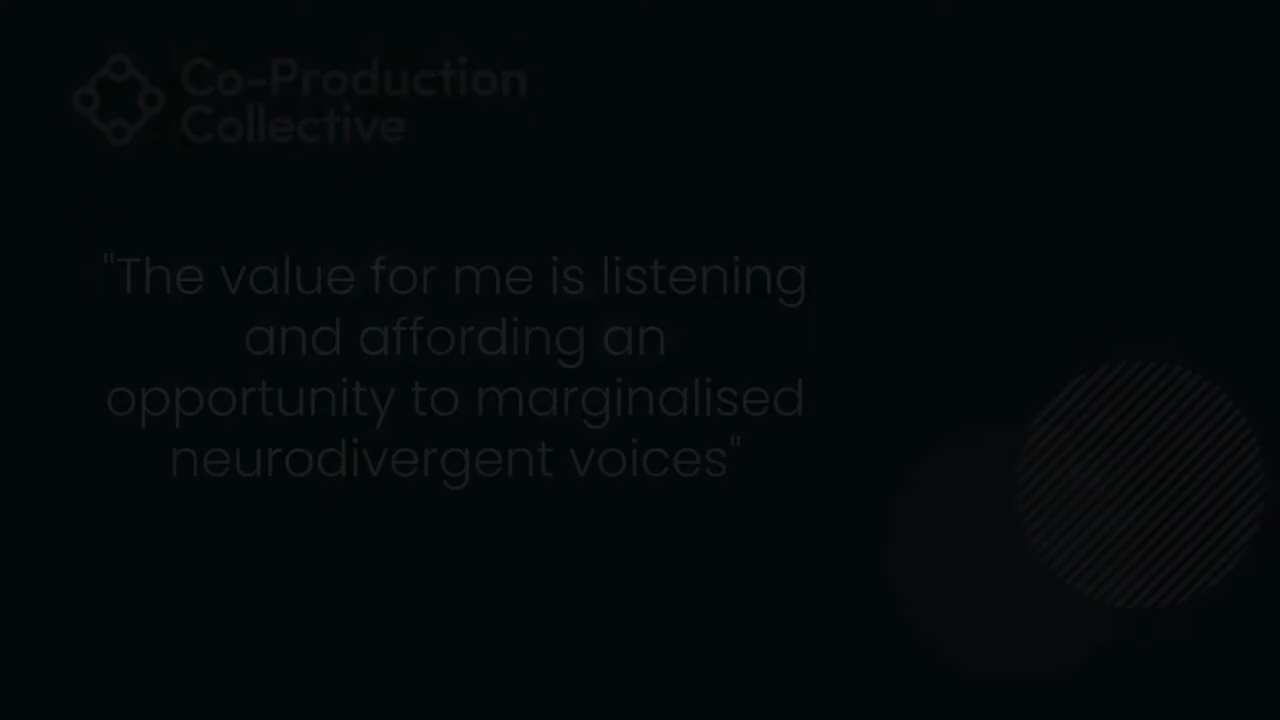 Co-Production
Collective
"The value for me is listening
and affording an
opportunity to marginalised
neurodivergent voices"